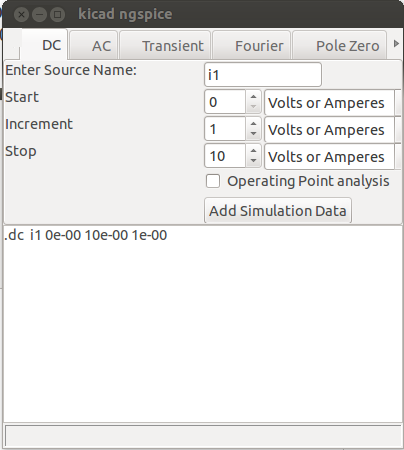 kicad ngspice
DC AC Transient Fourier Pole Zero
Enter Source Name: i1
Start 0 Volts or Amperes
Increment 1 Volts or Amperes
Stop 10 Volts or Amperes
Operating Point analysis
Add Simulation Data
.dc i1 0e-00 10e-00 1e-00